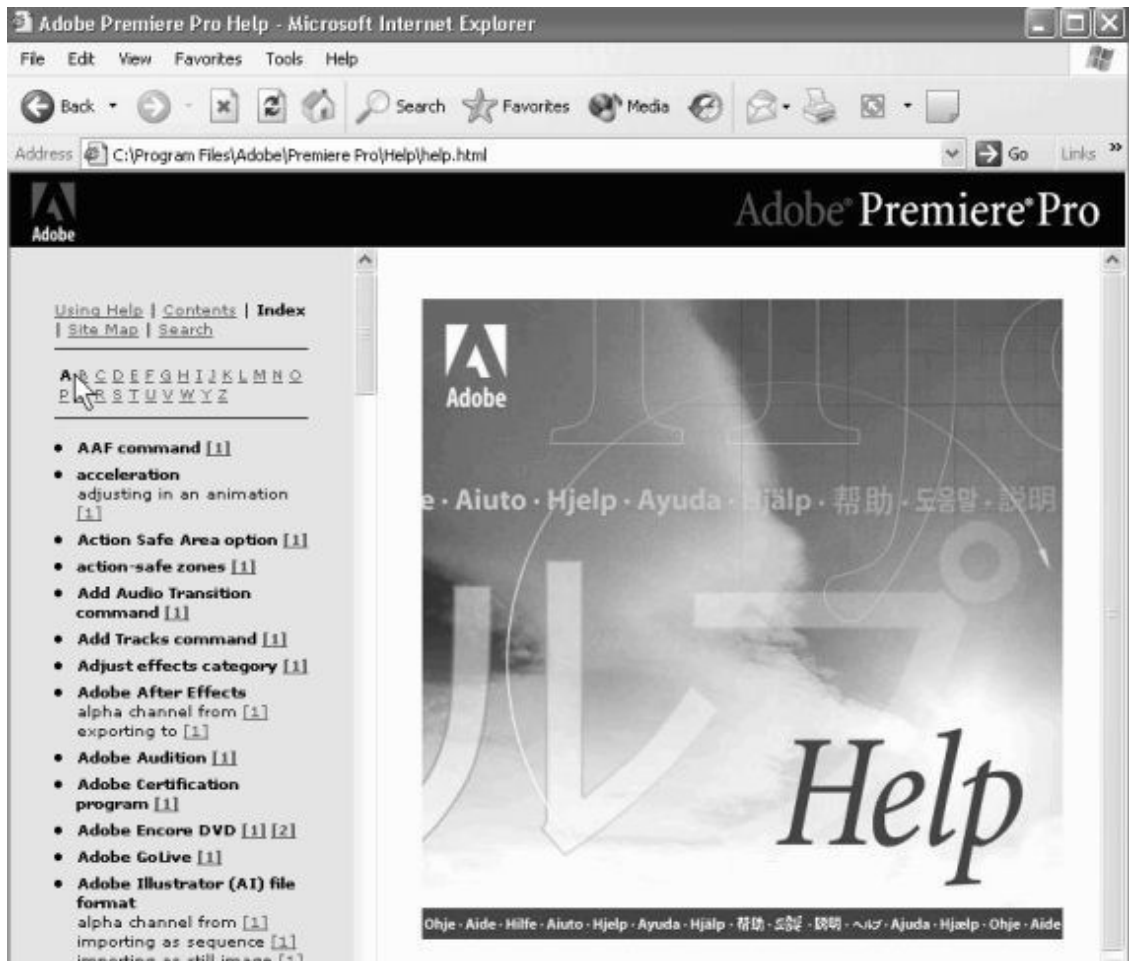 Adobe Premiere Pro Help - Microsoft Internet Explorer
File Edit View Favorites Tools Help
Back Search Favorites Media
Address C:\Program Files\Adobe\Premiere Pro\Help\help.html Go Links »
Adobe
Adobe® Premiere® Pro
Using Help | Contents | Index
| Site Map | Search
A B C D E F G H I J K L M N O
P R S T U V W Y Z
• AAF command [1]
• acceleration
adjusting in an animation
[1]
• Action Safe Area option [1]
• action-safe zones [1]
• Add Audio Transition
command [1]
• Add Tracks command [1]
• Adjust effects category [1]
• Adobe After Effects
alpha channel from [1]
exporting to [1]
• Adobe Audition [1]
• Adobe Certification
program [1]
• Adobe Encore DVD [1] [2]
• Adobe GoLive [1]
• Adobe Illustrator (AI) file
format
alpha channel from [1]
importing as sequence [1]
importing as still image [1]
Adobe
e · Aiuto · Hjelp · Ayuda · Hjälp · 帮助 · 도움말 · 説明
ルプ
Help
Ohje · Aide · Hilfe · Aiuto · Hjelp · Ayuda · Hjälp · 帮助 · 도움말 · 説明 · ヘルプ · Ajuda · Hjælp · Ohje · Aide